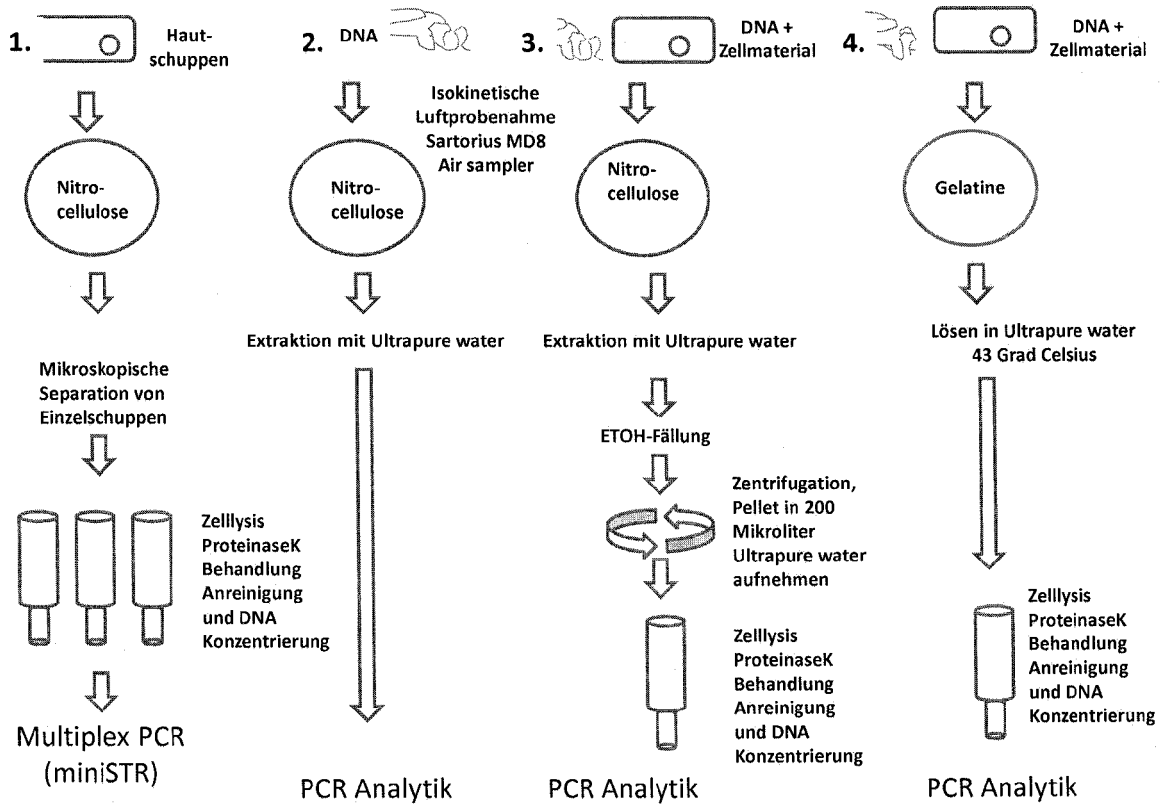 1.
Haut-
schuppen
Nitro-
cellulose
Mikroskopische
Separation von
Einzelschuppen
Zelllysis
ProteinaseK
Behandlung
Anreinigung
und DNA
Konzentrierung
Multiplex PCR
(miniSTR)
2.
DNA
Isokinetische
Luftprobenahme
Sartorius MD8
Air sampler
Nitro-
cellulose
Extraktion mit Ultrapure water
PCR Analytik
3.
DNA +
Zellmaterial
Nitro-
cellulose
Extraktion mit Ultrapure water
ETOH-Fällung
Zentrifugation,
Pellet in 200
Mikroliter
Ultrapure water
aufnehmen
Zelllysis
ProteinaseK
Behandlung
Anreinigung
und DNA
Konzentrierung
PCR Analytik
4.
DNA +
Zellmaterial
Gelatine
Lösen in Ultrapure water
43 Grad Celsius
Zelllysis
ProteinaseK
Behandlung
Anreinigung
und DNA
Konzentrierung
PCR Analytik